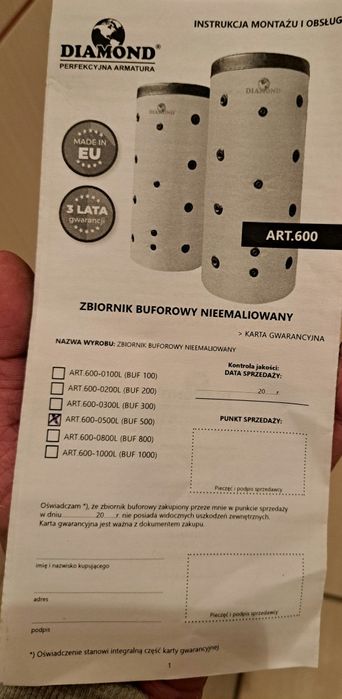 DIAMOND®
PERFEKCYJNA ARMATURA
INSTRUKCJA MONTAŻU I OBSŁUG
DIAMOND
DIAMOND
MADE IN
EU
3 LATA
gwarancji
ART.600
ZBIORNIK BUFOROWY NIEEMALIOWANY
> KARTA GWARANCYJNA
NAZWA WYROBU: ZBIORNIK BUFOROWY NIEEMALIOWANY
ART.600-0100L (BUF 100)
ART.600-0200L (BUF 200)
ART.600-0300L (BUF 300)
X ART.600-0500L (BUF 500)
ART.600-0800L (BUF 800)
ART.600-1000L (BUF 1000)
Kontrola jakości:
DATA SPRZEDAŻY:
20 r.
PUNKT SPRZEDAŻY:
Pieczęć i podpis sprzedawcy
Oświadczam *), że zbiornik buforowy zakupiony przeze mnie w punkcie sprzedaży
w dniu 20 r. nie posiada widocznych uszkodzeń zewnętrznych.
Karta gwarancyjna jest ważna z dokumentem zakupu.
imię i nazwisko kupującego
adres
podpis
Pieczęć i podpis sprzedawcy
*) Oświadczenie stanowi integralną część karty gwarancyjnej
1